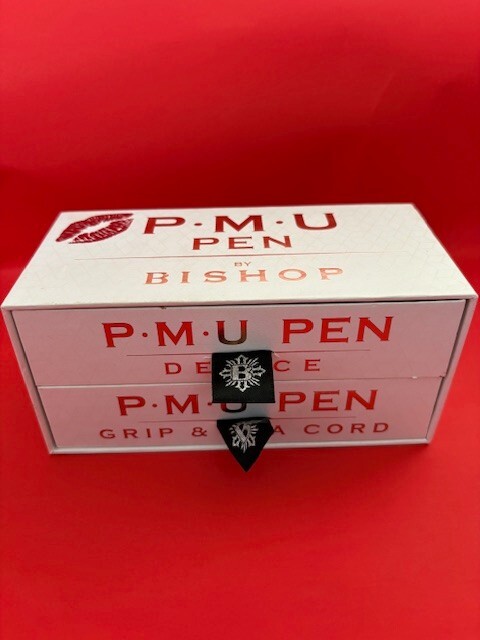 P·M·U
PEN
BY
BISHOP
P·M·U PEN
B
P·M·U PEN
GRIP & CORD